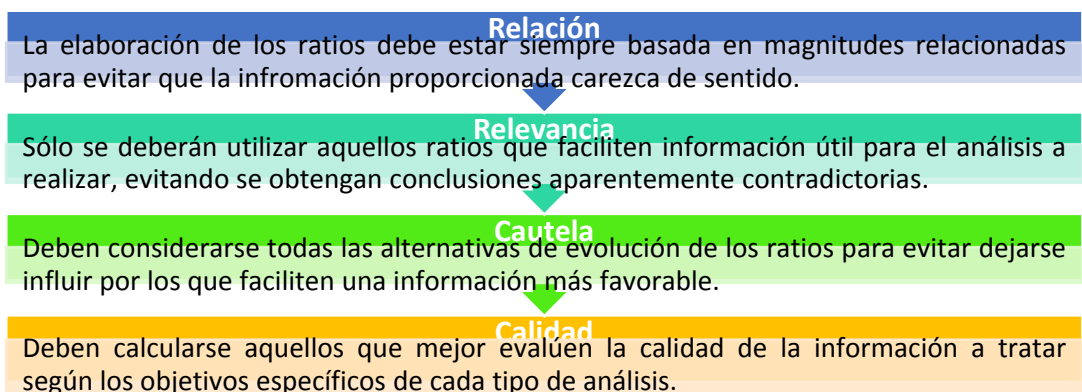 Relación
La elaboración de los ratios debe estar siempre basada en magnitudes relacionadas
para evitar que la infromación proporcionada carezca de sentido.
Relevancia
Sólo se deberán utilizar aquellos ratios que faciliten información útil para el análisis a
realizar, evitando se obtengan conclusiones aparentemente contradictorias.
Cautela
Deben considerarse todas las alternativas de evolución de los ratios para evitar dejarse
influir por los que faciliten una información más favorable.
Calidad
Deben calcularse aquellos que mejor evalúen la calidad de la información a tratar
según los objetivos específicos de cada tipo de análisis.